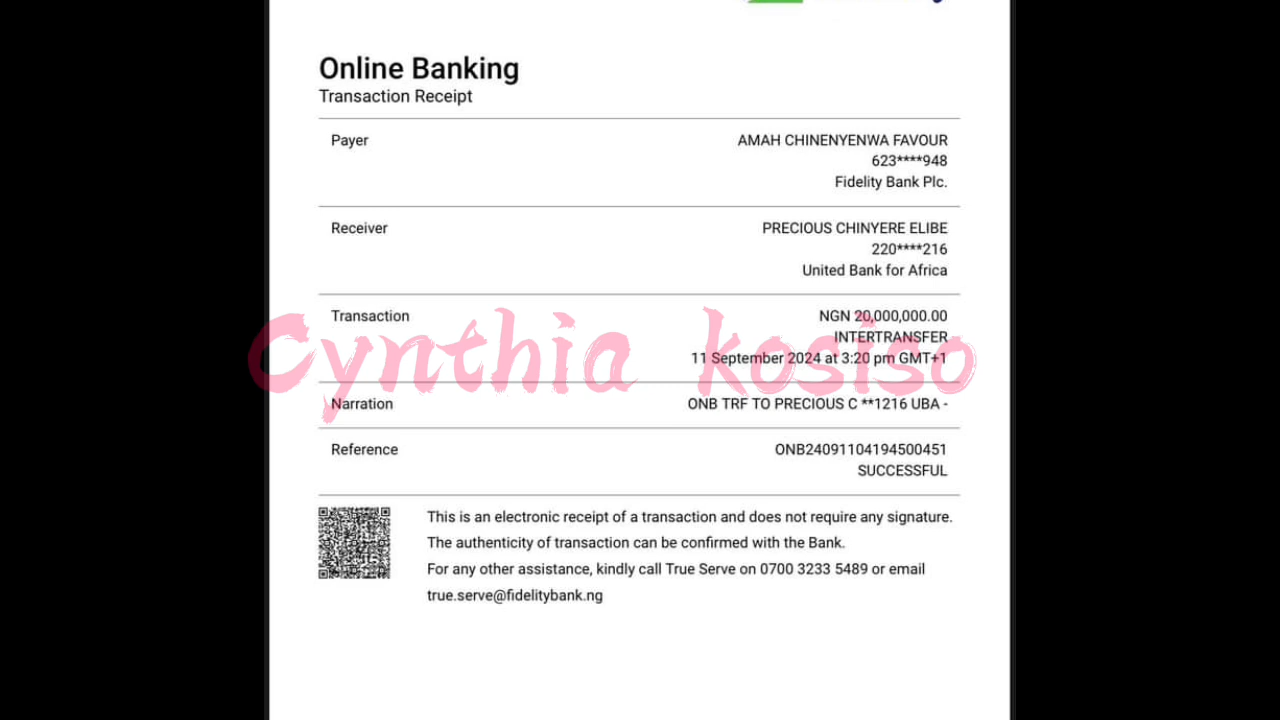 Online Banking
Transaction Receipt
Payer
AMAH CHINENYENWA FAVOUR
623****948
Fidelity Bank Plc.
Receiver
PRECIOUS CHINYERE ELIBE
220****216
United Bank for Africa
Transaction
NGN 20,000,000.00
INTERTRANSFER
11 September 2024 at 3:20 pm GMT+1
Cynthia kosiso
Narration
ONB TRF TO PRECIOUS C **1216 UBA -
Reference
ONB24091104194500451
SUCCESSFUL
This is an electronic receipt of a transaction and does not require any signature.
The authenticity of transaction can be confirmed with the Bank.
For any other assistance, kindly call True Serve on 0700 3233 5489 or email
true.serve@fidelitybank.ng